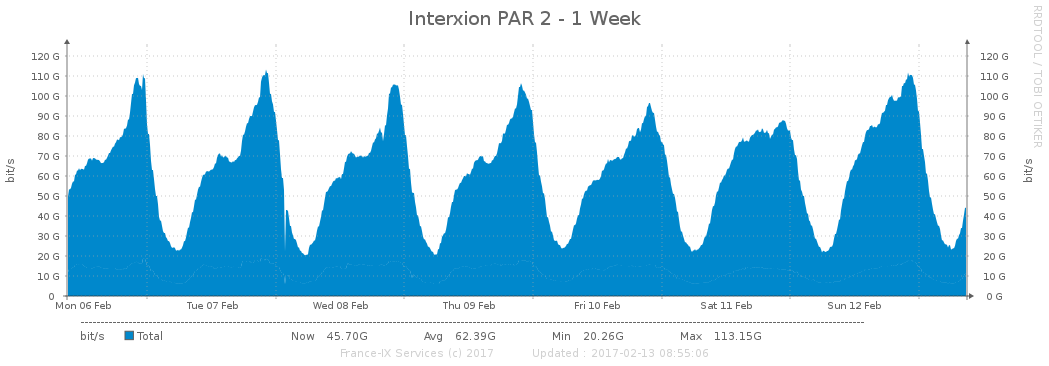 Interxion PAR 2 - 1 Week
RRDTOOL / TOBI OETIKER
120 G 120 G
110 G 110 G
100 G 100 G
90 G 90 G
80 G 80 G
70 G 70 G
60 G 60 G
50 G 50 G
40 G 40 G
30 G 30 G
20 G 20 G
10 G 10 G
0 0 G
bit/s
bit/s
Mon 06 Feb Tue 07 Feb Wed 08 Feb Thu 09 Feb Fri 10 Feb Sat 11 Feb Sun 12 Feb
bit/s Total Now 45.70G Avg 62.39G Min 20.26G Max 113.15G
France-IX Services (c) 2017 Updated : 2017-02-13 08:55:06